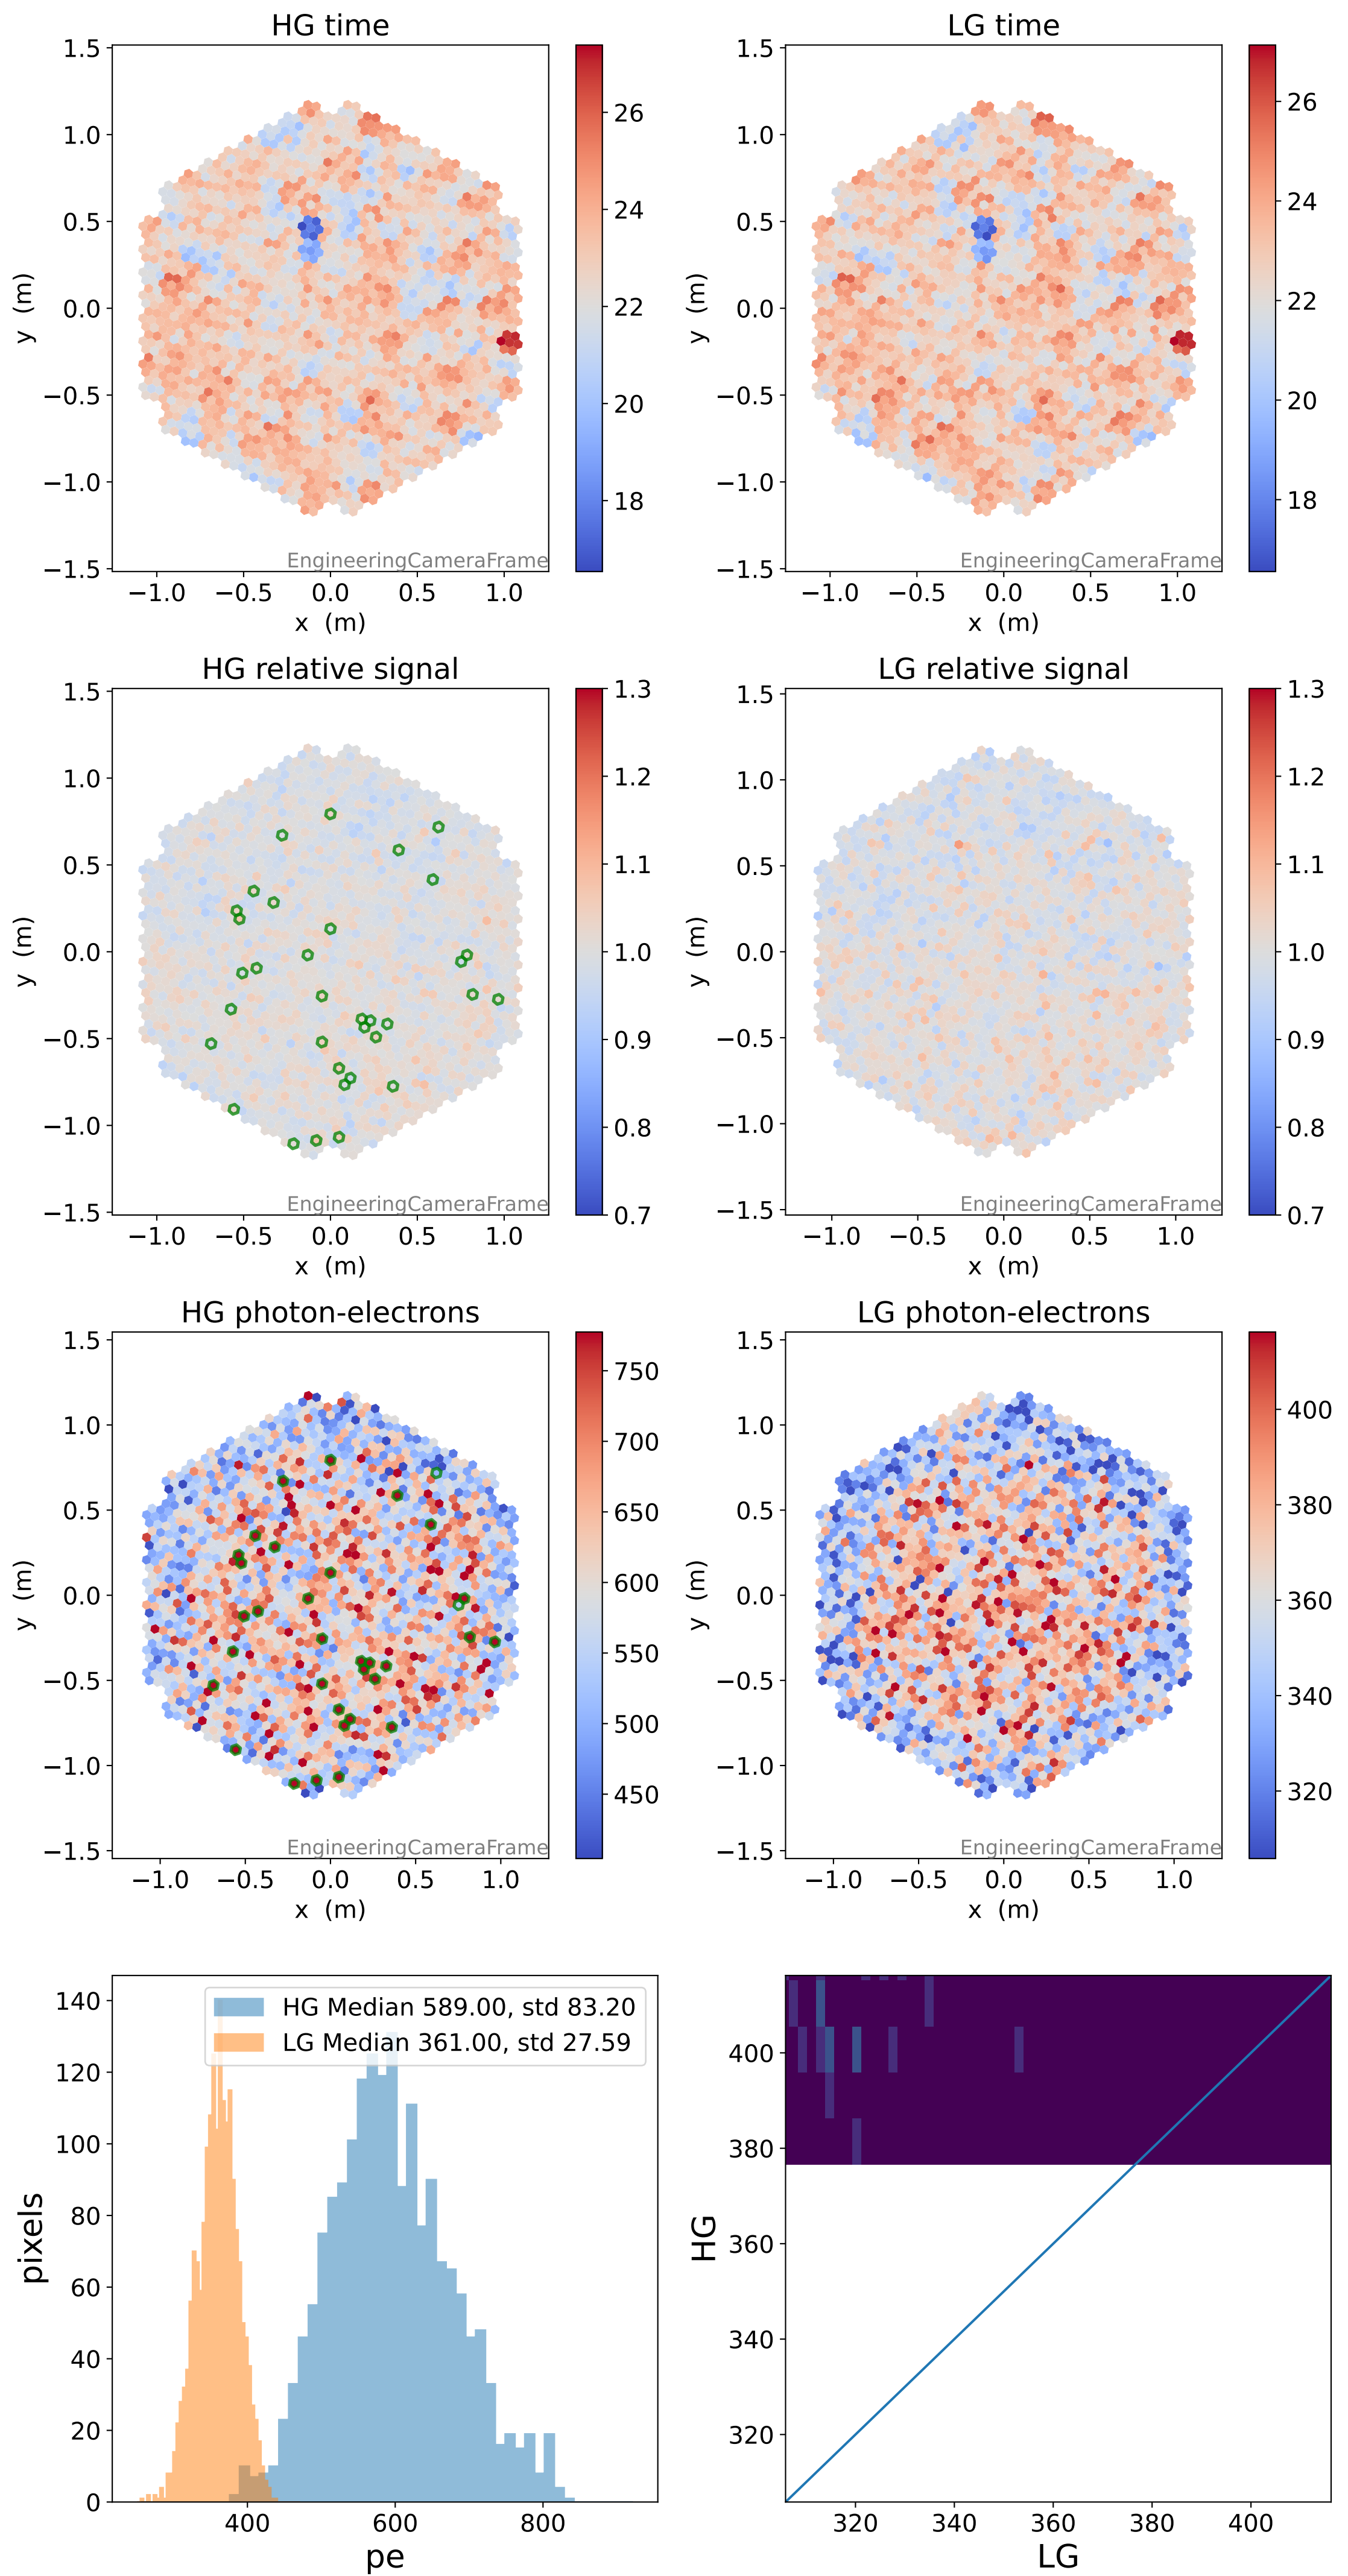 HG time
LG time
1.5
1.0
0.5
0.0
−0.5
−1.0
−1.5
y (m)
−1.0 −0.5 0.0 0.5 1.0
x (m)
EngineeringCameraFrame
26
24
22
20
18
1.5
1.0
0.5
0.0
−0.5
−1.0
−1.5
y (m)
−1.0 −0.5 0.0 0.5 1.0
x (m)
EngineeringCameraFrame
26
24
22
20
18
HG relative signal
LG relative signal
1.5
1.0
0.5
0.0
−0.5
−1.0
−1.5
y (m)
−1.0 −0.5 0.0 0.5 1.0
x (m)
EngineeringCameraFrame
1.3
1.2
1.1
1.0
0.9
0.8
0.7
1.5
1.0
0.5
0.0
−0.5
−1.0
−1.5
y (m)
−1.0 −0.5 0.0 0.5 1.0
x (m)
EngineeringCameraFrame
1.3
1.2
1.1
1.0
0.9
0.8
0.7
HG photon-electrons
LG photon-electrons
1.5
1.0
0.5
0.0
−0.5
−1.0
−1.5
y (m)
−1.0 −0.5 0.0 0.5 1.0
x (m)
EngineeringCameraFrame
750
700
650
600
550
500
450
1.5
1.0
0.5
0.0
−0.5
−1.0
−1.5
y (m)
−1.0 −0.5 0.0 0.5 1.0
x (m)
EngineeringCameraFrame
400
380
360
340
320
HG Median 589.00, std 83.20
LG Median 361.00, std 27.59
140
120
100
80
60
40
20
0
pixels
400 600 800
pe
400
380
360
340
320
HG
320 340 360 380 400
LG